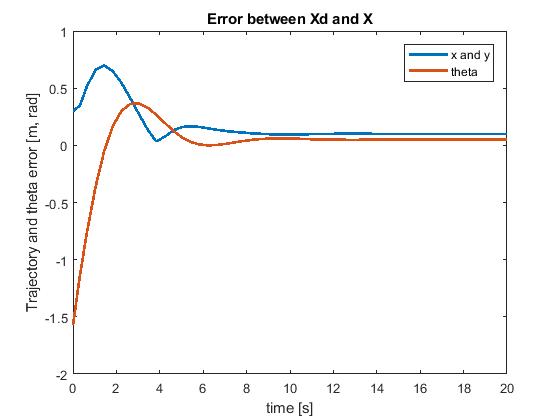 Error between Xd and X
x and y
theta
Trajectory and theta error [m, rad]
1
0.5
0
-0.5
-1
-1.5
-2
0 2 4 6 8 10 12 14 16 18 20
time [s]